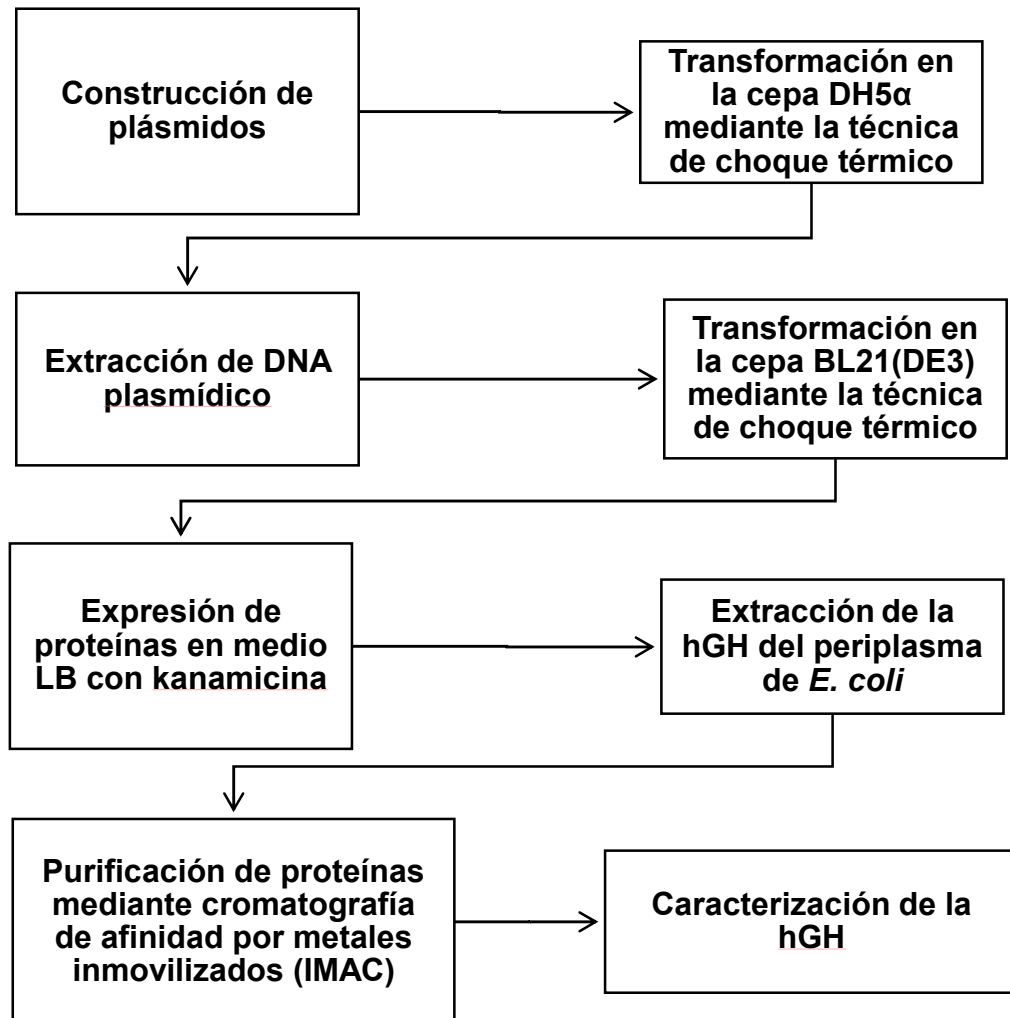 Construcción de
plásmidos
Transformación en
la cepa DH5α
mediante la técnica
de choque térmico
Extracción de DNA
plasmídico
Transformación en
la cepa BL21(DE3)
mediante la técnica
de choque térmico
Expresión de
proteínas en medio
LB con kanamicina
Extracción de la
hGH del periplasma
de E. coli
Purificación de proteínas
mediante cromatografía
de afinidad por metales
inmovilizados (IMAC)
Caracterización de la
hGH